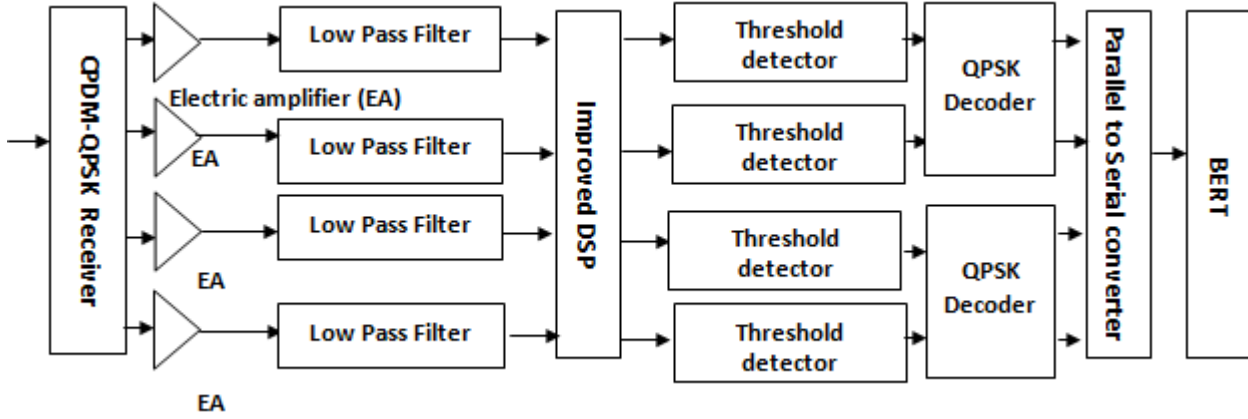 CPDM-QPSK Receiver
Electric amplifier (EA)
EA
EA
EA
Low Pass Filter
Low Pass Filter
Low Pass Filter
Low Pass Filter
Improved DSP
Threshold
detector
Threshold
detector
Threshold
detector
Threshold
detector
QPSK
Decoder
QPSK
Decoder
Parallel to Serial converter
BERT